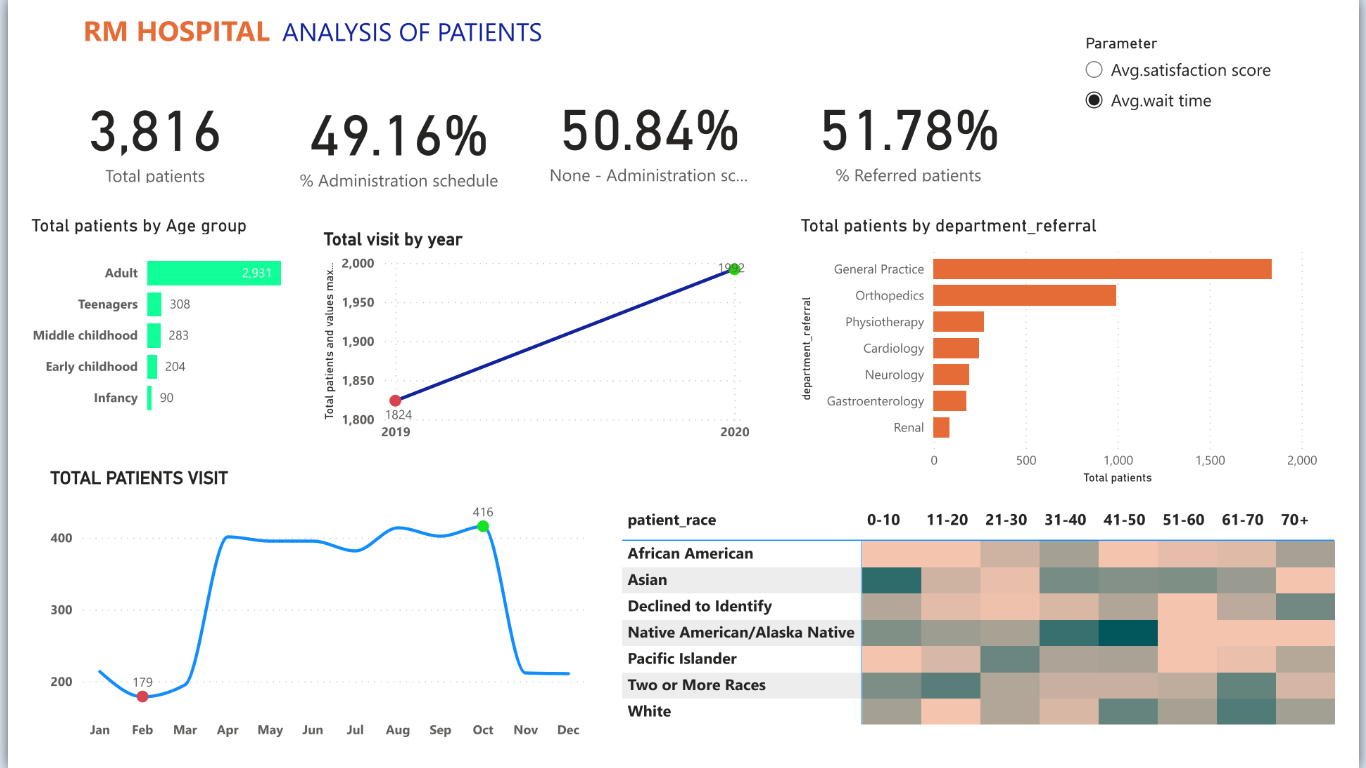 RM HOSPITAL ANALYSIS OF PATIENTS
Parameter
Avg.satisfaction score
Avg.wait time
3,816
Total patients
49.16%
% Administration schedule
50.84%
None - Administration sc...
51.78%
% Referred patients
Total patients by Age group
Adult 2,931
Teenagers 308
Middle childhood 283
Early childhood 204
Infancy 90
Total visit by year
Total patients and values max...
2,000
1,950
1,900
1,850
1,800
1992
1824
2019 2020
Total patients by department_referral
department_referral
General Practice
Orthopedics
Physiotherapy
Cardiology
Neurology
Gastroenterology
Renal
0 500 1,000 1,500 2,000
Total patients
TOTAL PATIENTS VISIT
400
300
200
416
179
Jan Feb Mar Apr May Jun Jul Aug Sep Oct Nov Dec
patient_race 0-10 11-20 21-30 31-40 41-50 51-60 61-70 70+
African American
Asian
Declined to Identify
Native American/Alaska Native
Pacific Islander
Two or More Races
White